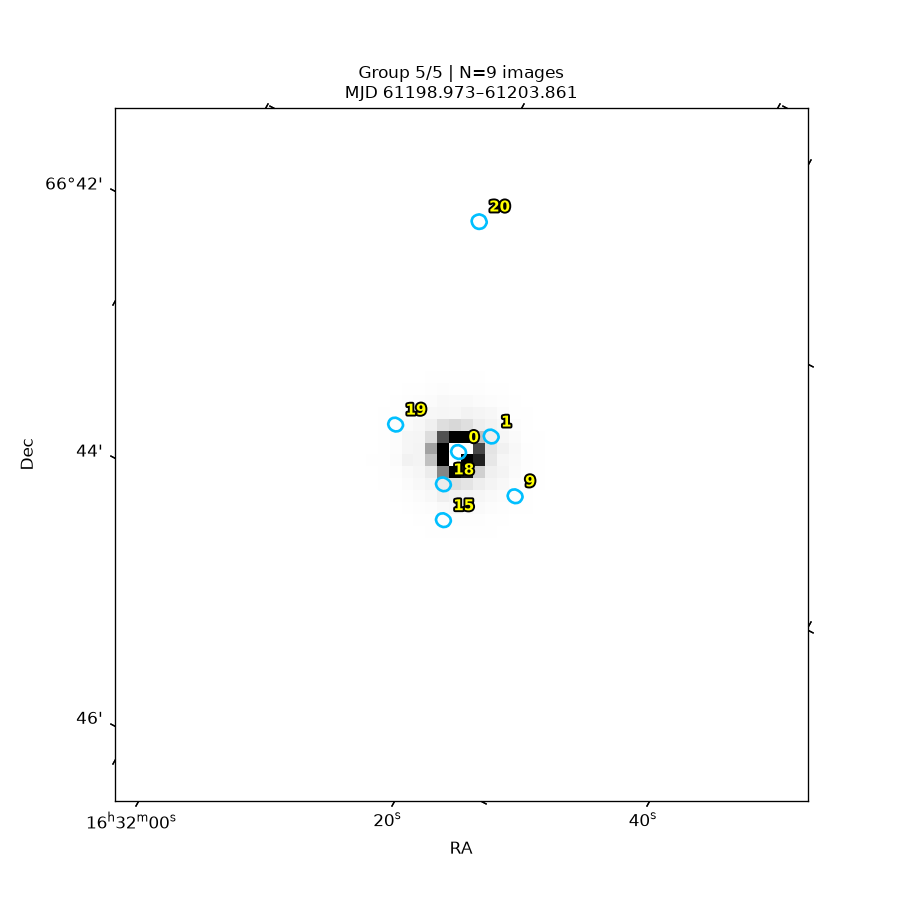 Group 5/5 | N=9 images
MJD 61198.973–61203.861
66°42'
20
19
1
0
44'
18
9
15
Dec
46'
16ʰ32ᵐ00ˢ
20ˢ
40ˢ
RA